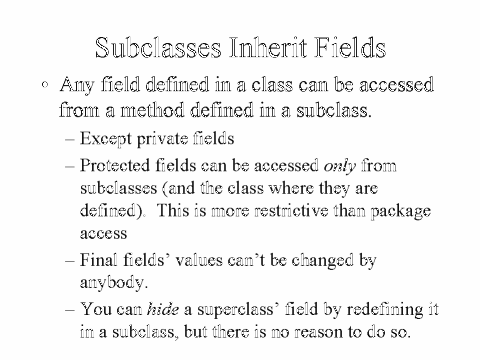 Subclasses Inherit Fields
◦ Any field defined in a class can be accessed
from a method defined in a subclass.
– Except private fields
– Protected fields can be accessed only from
subclasses (and the class where they are
defined). This is more restrictive than package
access
– Final fields’ values can’t be changed by
anybody.
– You can hide a superclass’ field by redefining it
in a subclass, but there is no reason to do so.